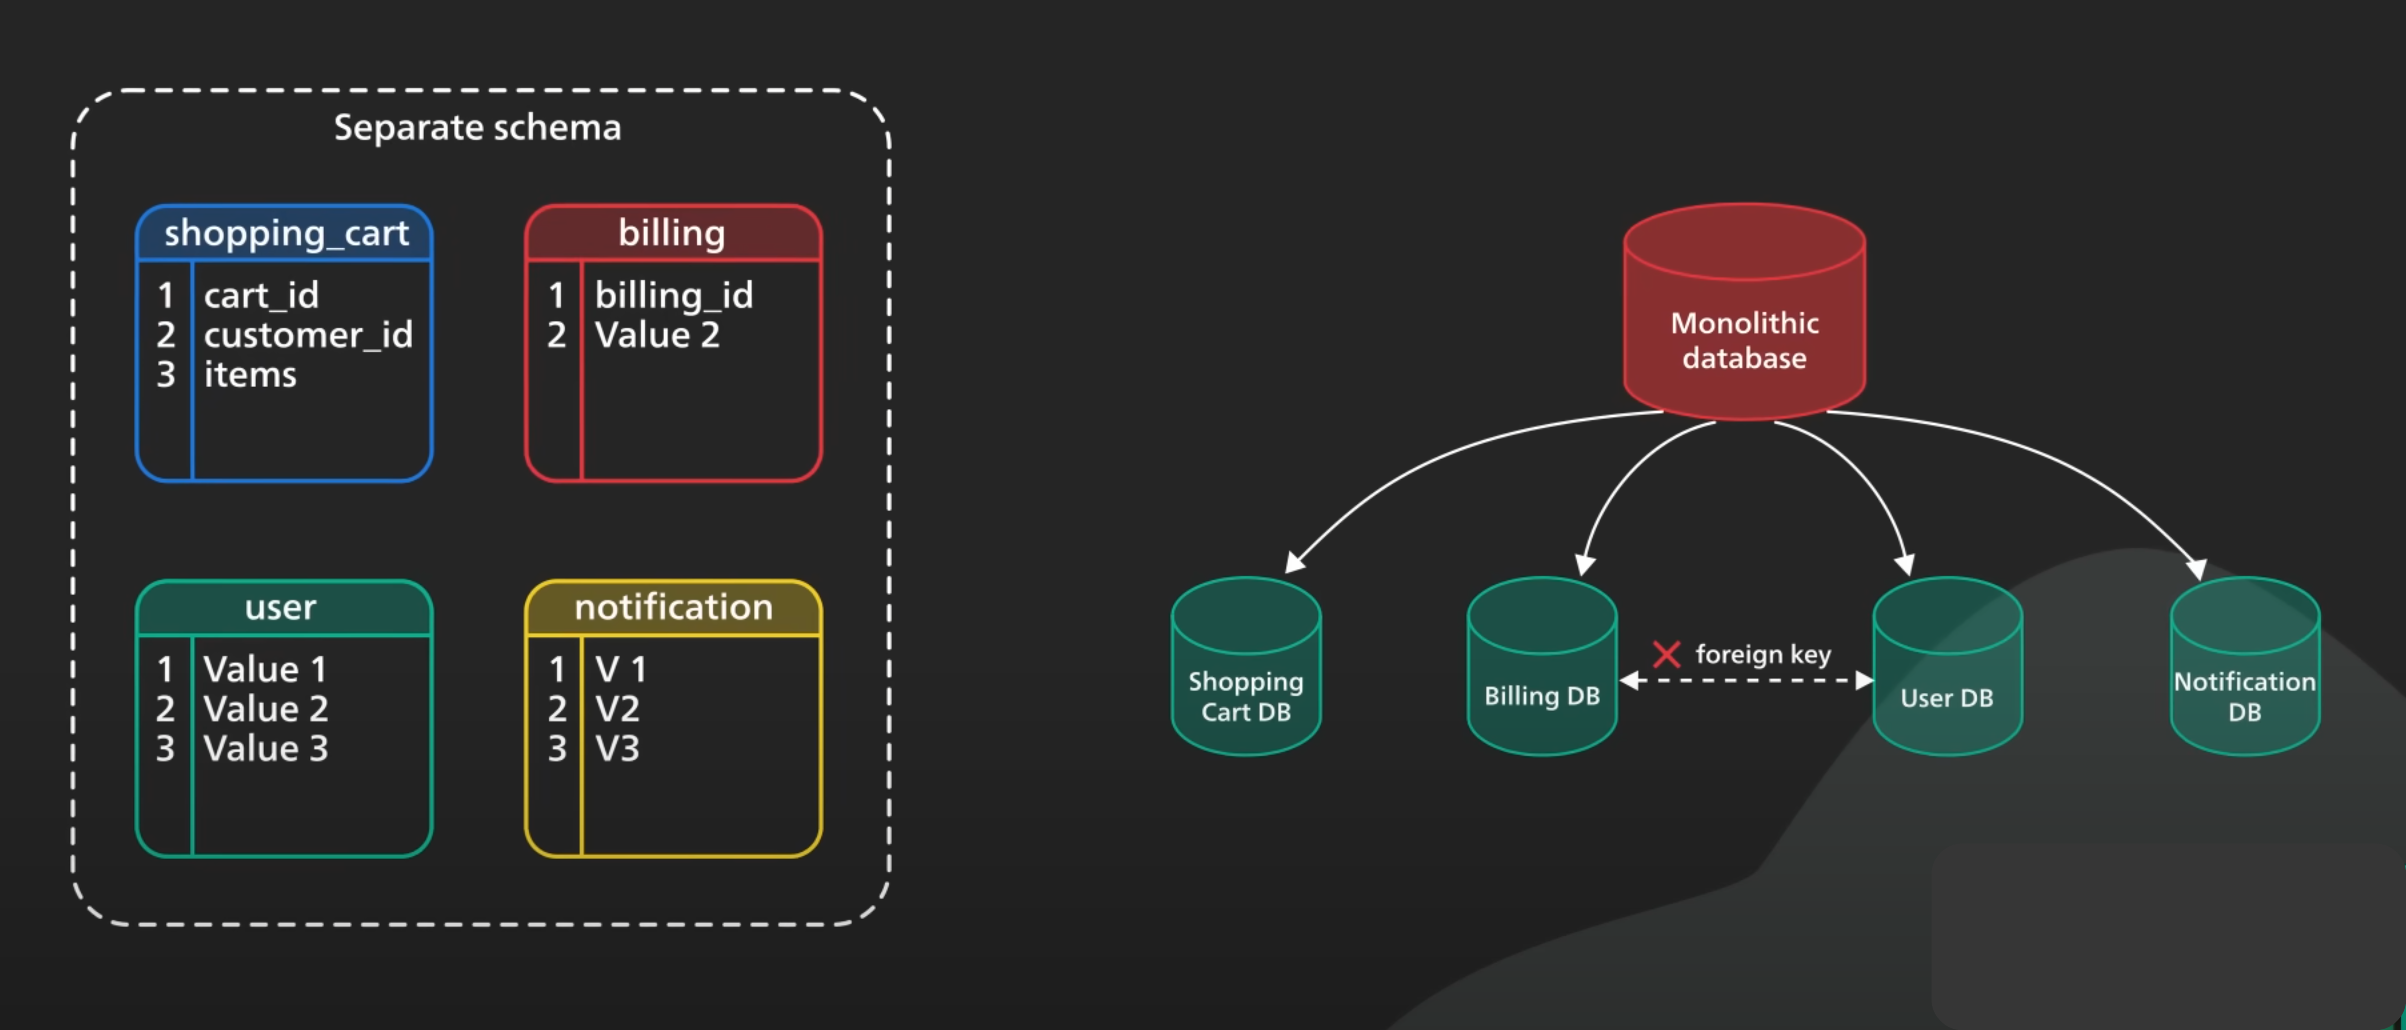 Separate schema
shopping_cart
1 cart_id
2 customer_id
3 items
billing
1 billing_id
2 Value 2
user
1 Value 1
2 Value 2
3 Value 3
notification
1 V 1
2 V2
3 V3
Monolithic
database
Shopping
Cart DB
Billing DB
foreign key
User DB
Notification
DB